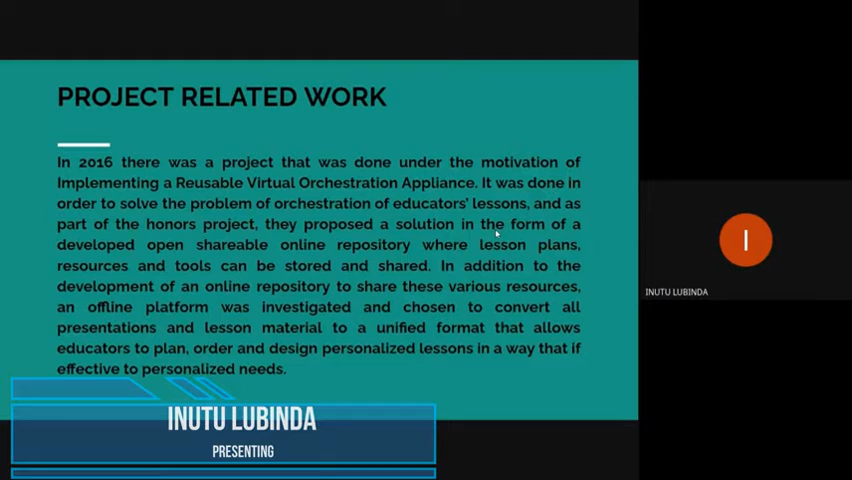 PROJECT RELATED WORK
In 2016 there was a project that was done under the motivation of
Implementing a Reusable Virtual Orchestration Appliance. It was done in
order to solve the problem of orchestration of educators' lessons, and as
part of the honors project, they proposed a solution in the form of a
developed open shareable online repository where lesson plans,
resources and tools can be stored and shared. In addition to the
development of an online repository to share these various resources,
an offline platform was investigated and chosen to convert all
presentations and lesson material to a unified format that allows
educators to plan, order and design personalized lessons in a way that if
effective to personalized needs.
INUTU LUBINDA
PRESENTING
I
INUTU LUBINDA